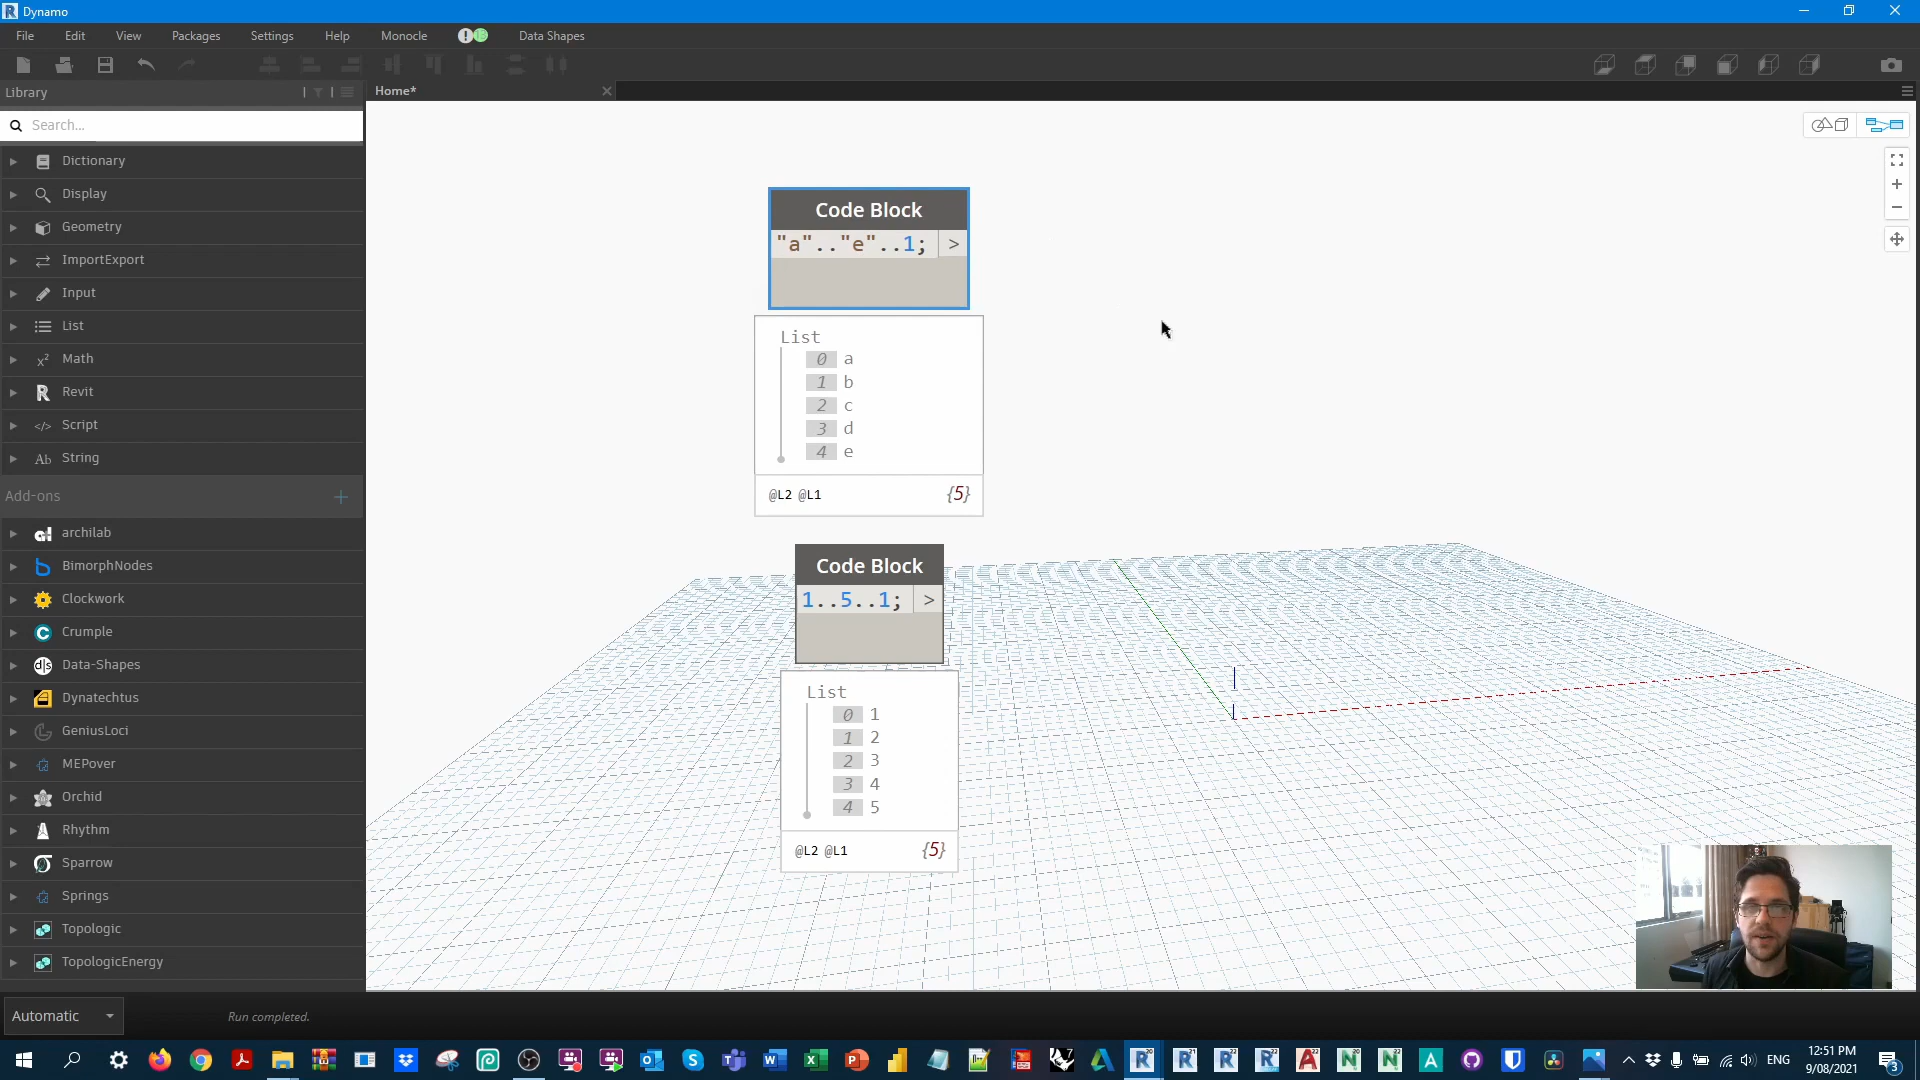 Dynamo
File Edit View Packages Settings Help Monocle Data Shapes
Library
Home*
Search...
Dictionary
Display
Geometry
ImportExport
Input
List
Math
Revit
Script
String
Add-ons
archilab
BimorphNodes
Clockwork
Crumple
Data-Shapes
Dynatechtus
GeniusLoci
MEPover
Orchid
Rhythm
Sparrow
Springs
Topologic
TopologicEnergy
Code Block
"a".."e"..1; >
List
0 a
1 b
2 c
3 d
4 e
@L2 @L1 {5}
Code Block
1..5..1; >
List
0 1
1 2
2 3
3 4
4 5
@L2 @L1 {5}
Automatic
Run completed.
ENG
12:51 PM
9/08/2021
3